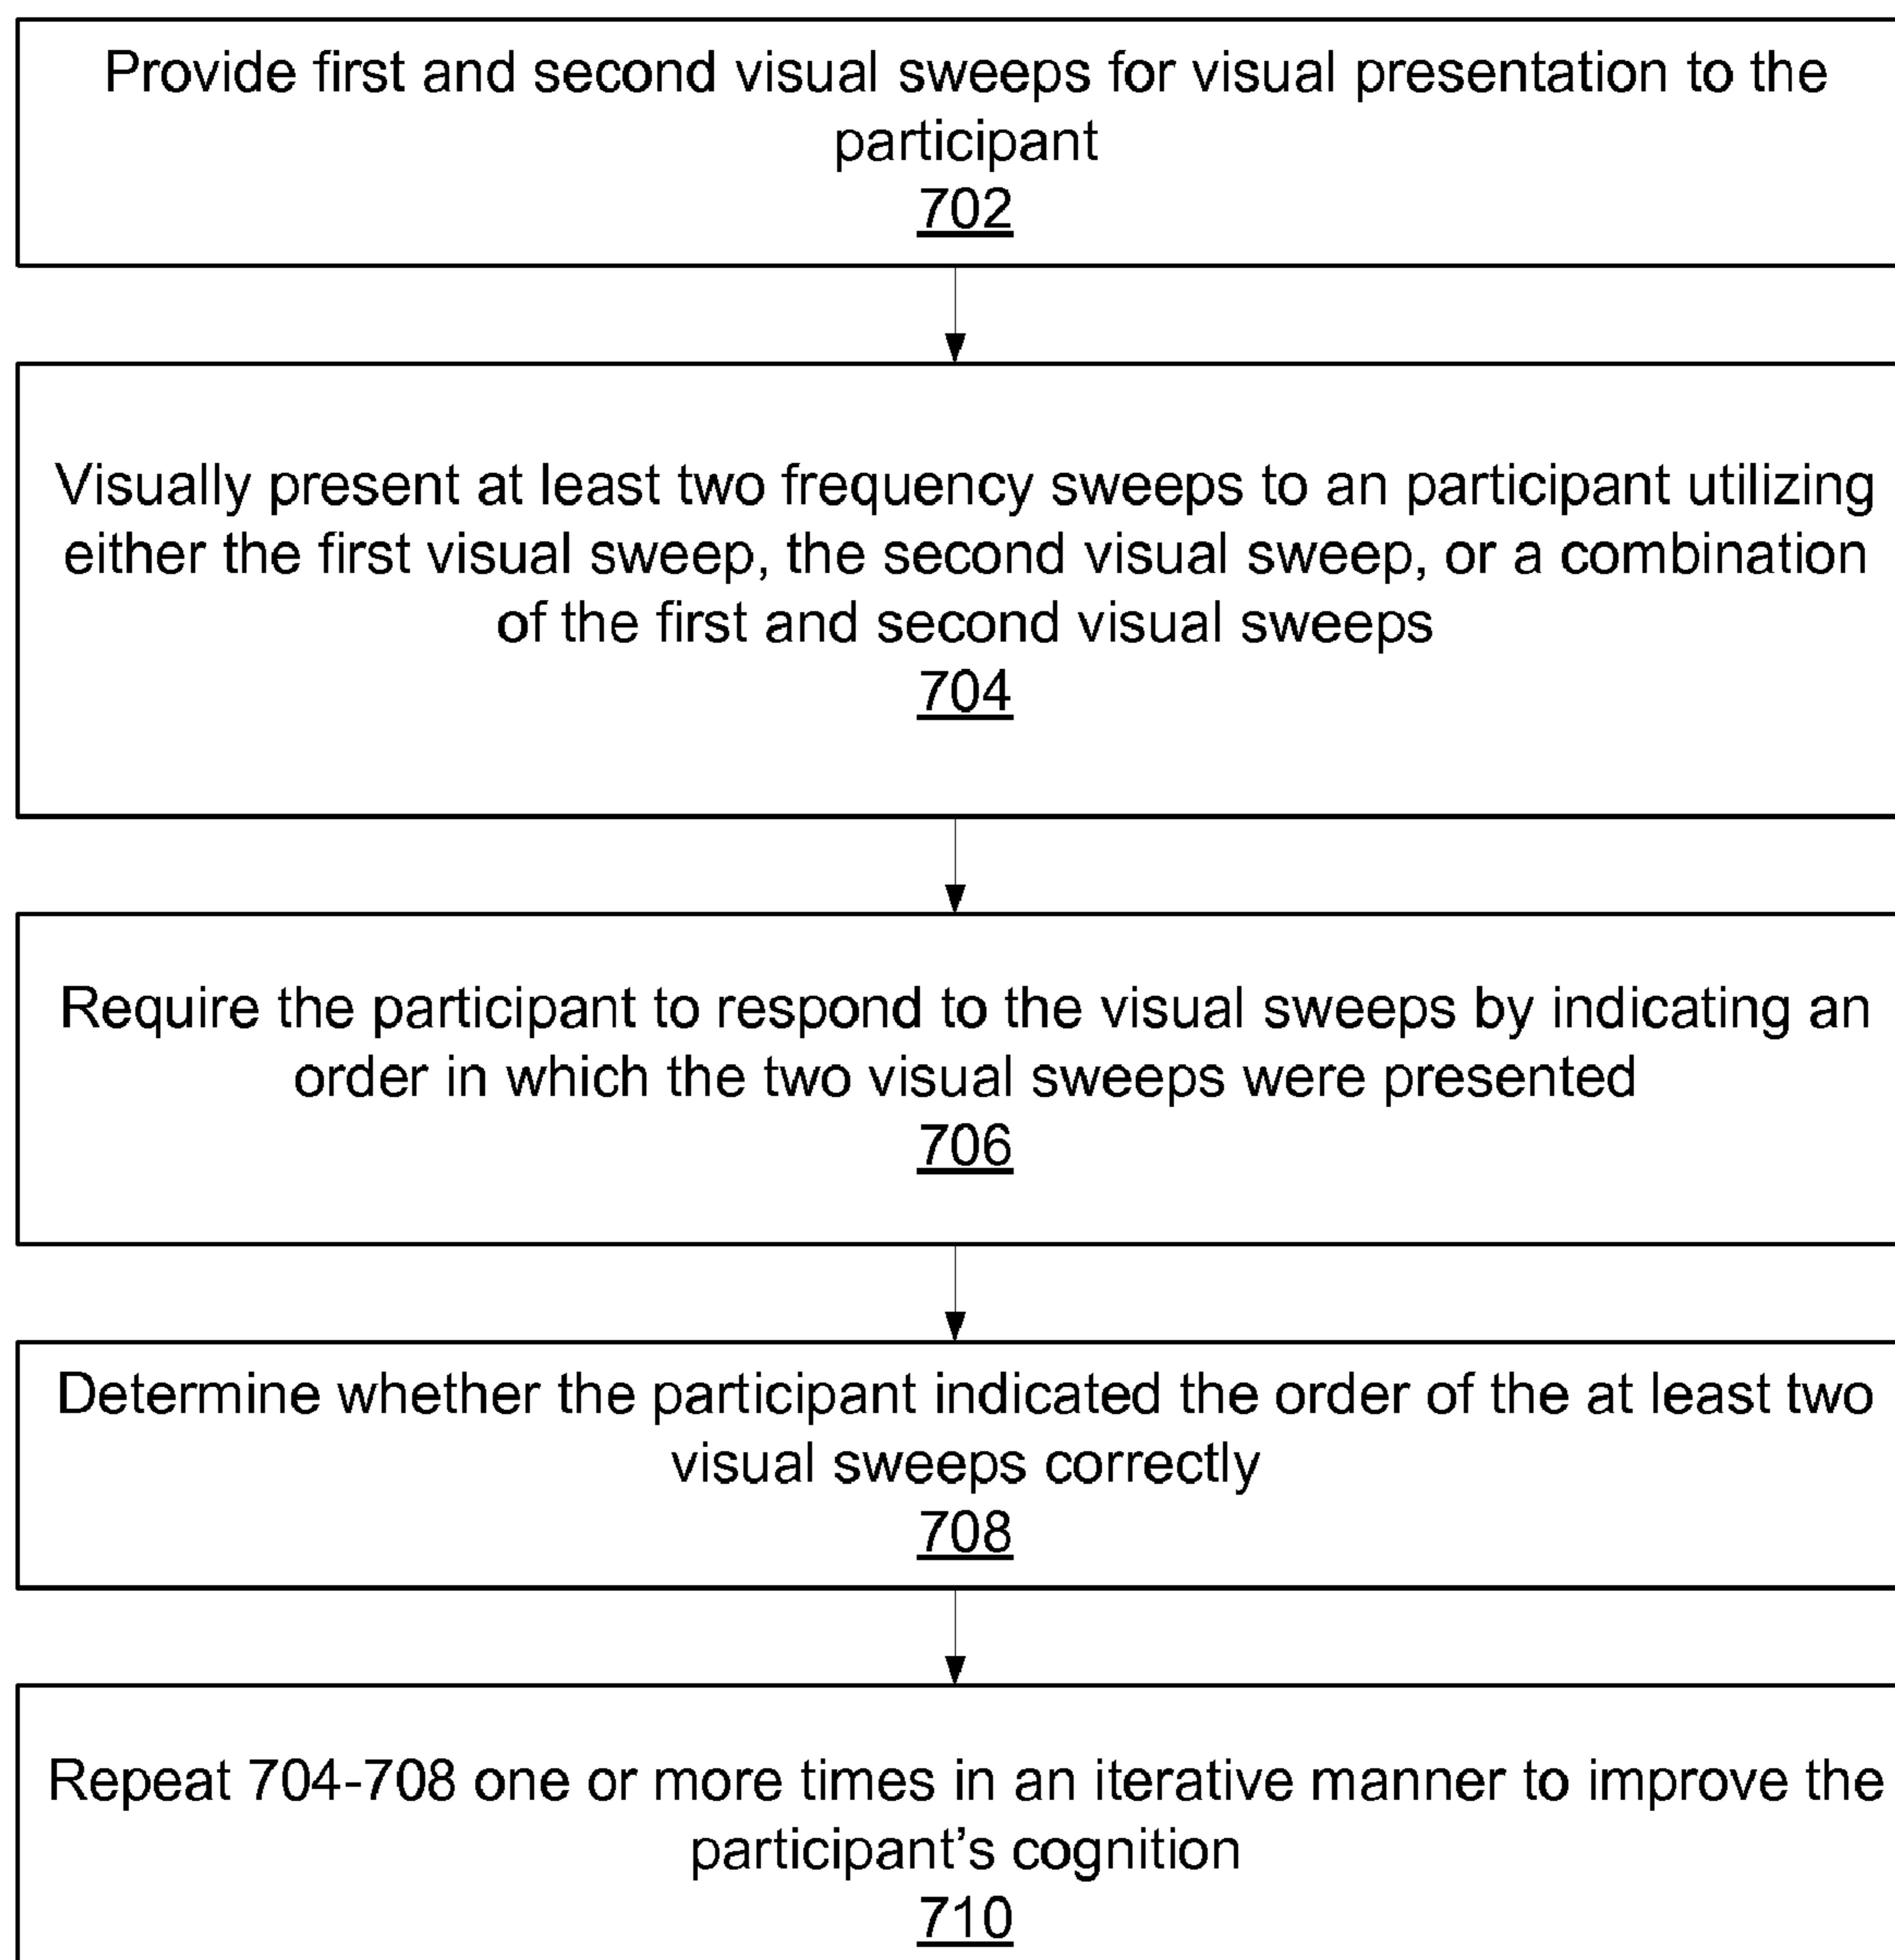 Provide first and second visual sweeps for visual presentation to the
participant
702
Visually present at least two frequency sweeps to an participant utilizing
either the first visual sweep, the second visual sweep, or a combination
of the first and second visual sweeps
704
Require the participant to respond to the visual sweeps by indicating an
order in which the two visual sweeps were presented
706
Determine whether the participant indicated the order of the at least two
visual sweeps correctly
708
Repeat 704-708 one or more times in an iterative manner to improve the
participant’s cognition
710